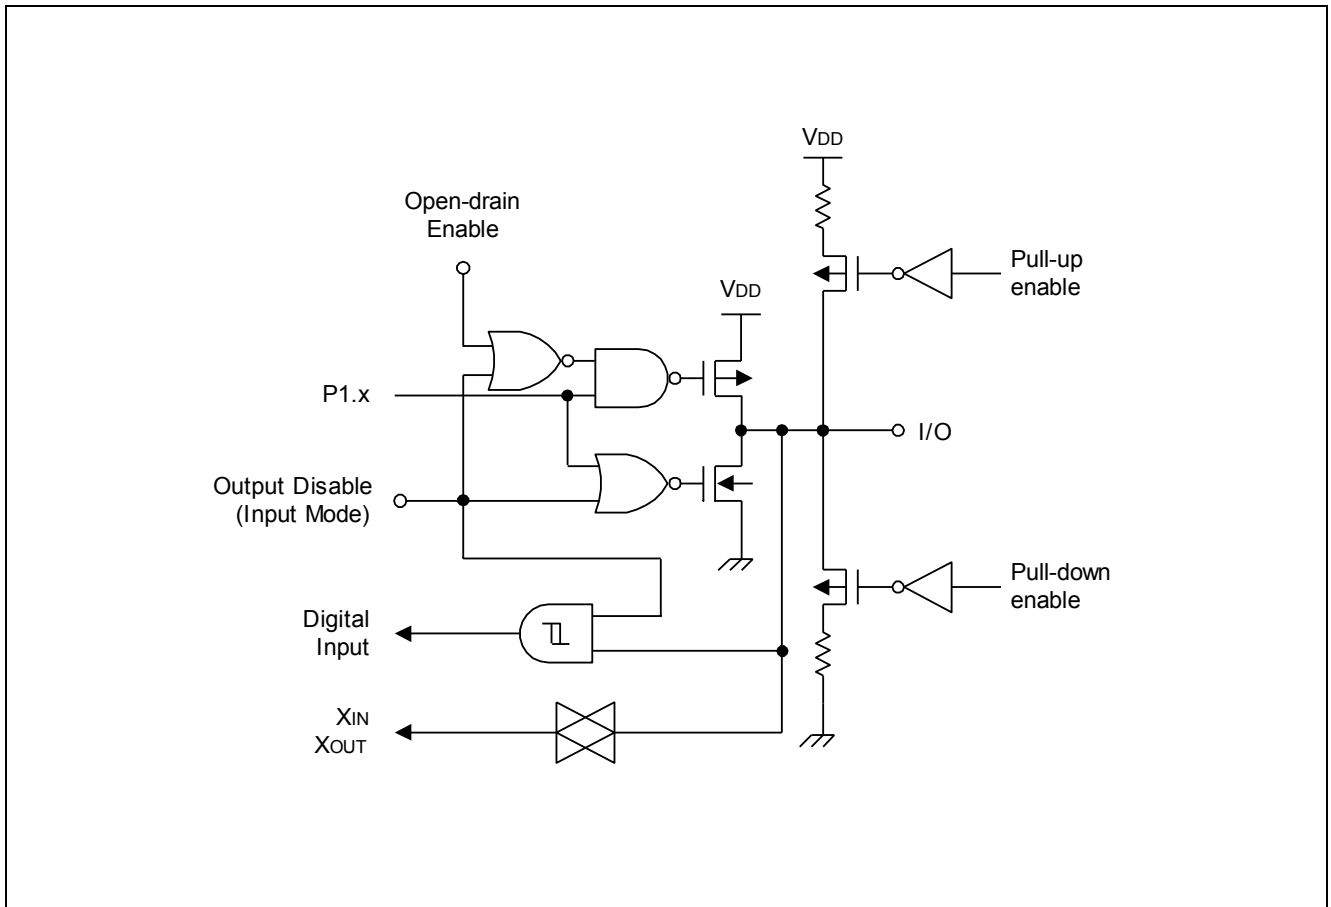 VDD
Open-drain
Enable
Pull-up
enable
VDD
P1.x
I/O
Output Disable
(Input Mode)
Pull-down
enable
Digital
Input
XIN
XOUT